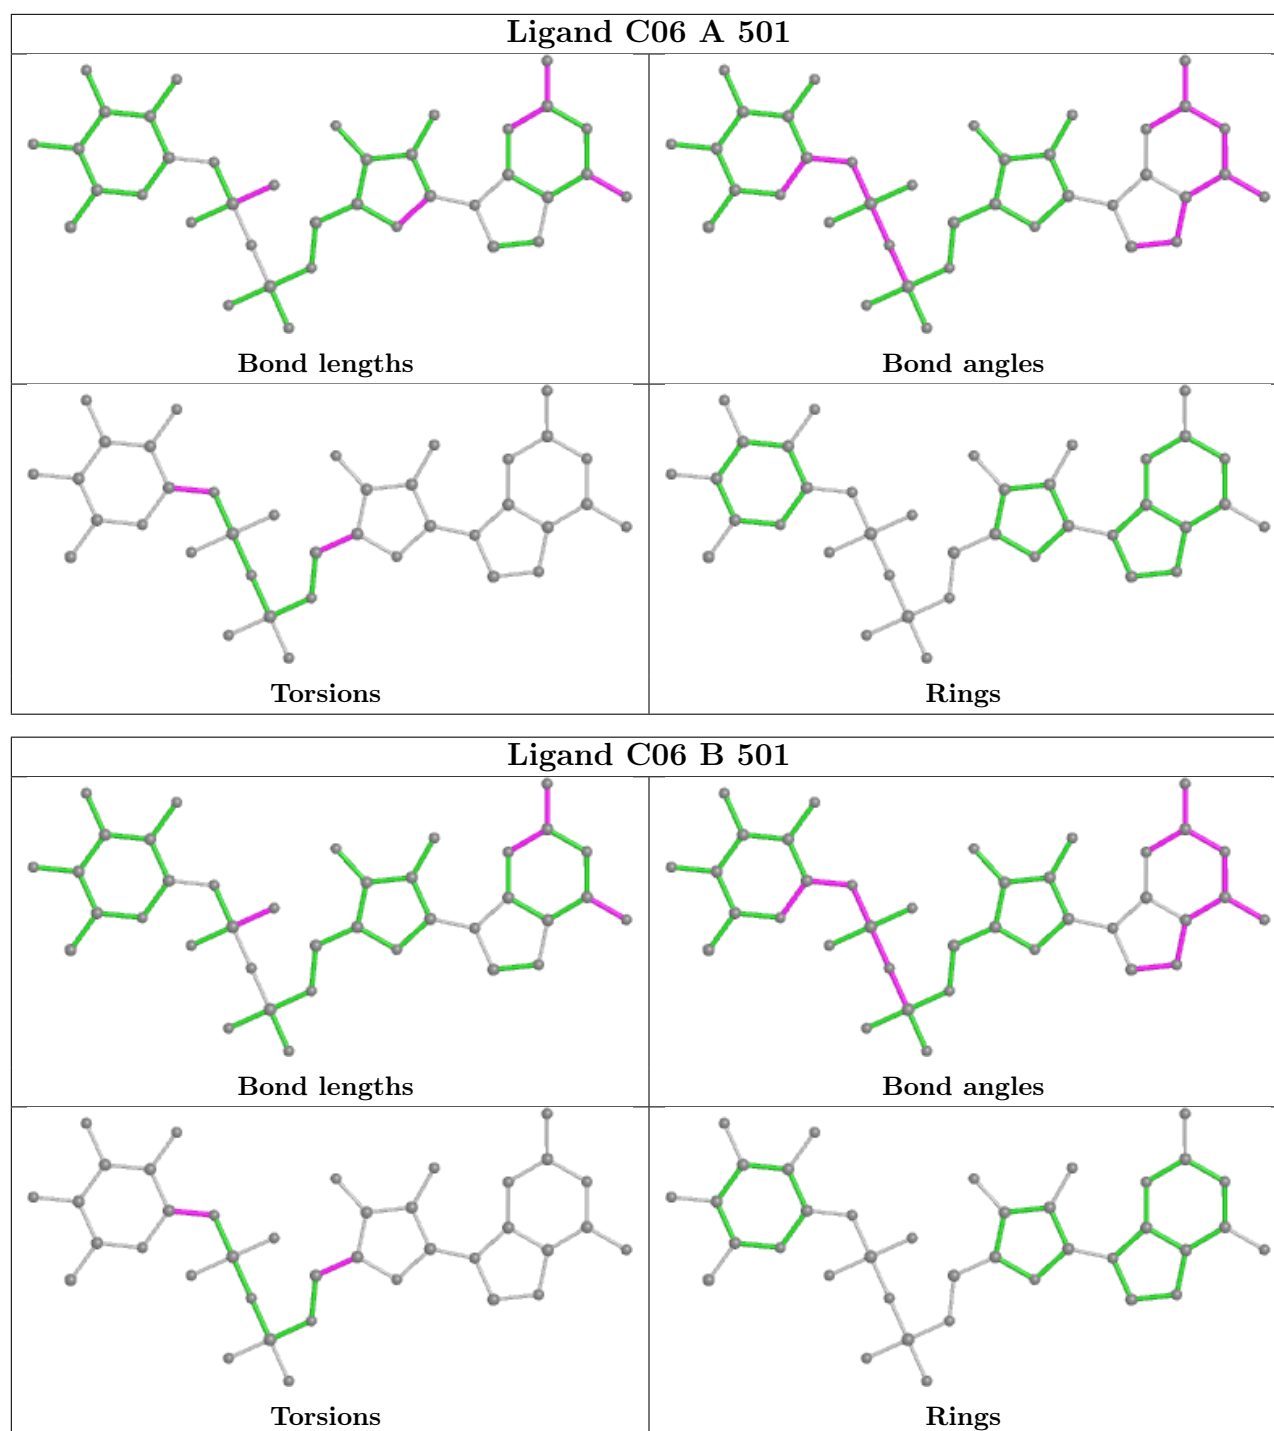 Ligand C06 A 501
Bond lengths
Bond angles
Torsions
Rings
Ligand C06 B 501
Bond lengths
Bond angles
Torsions
Rings